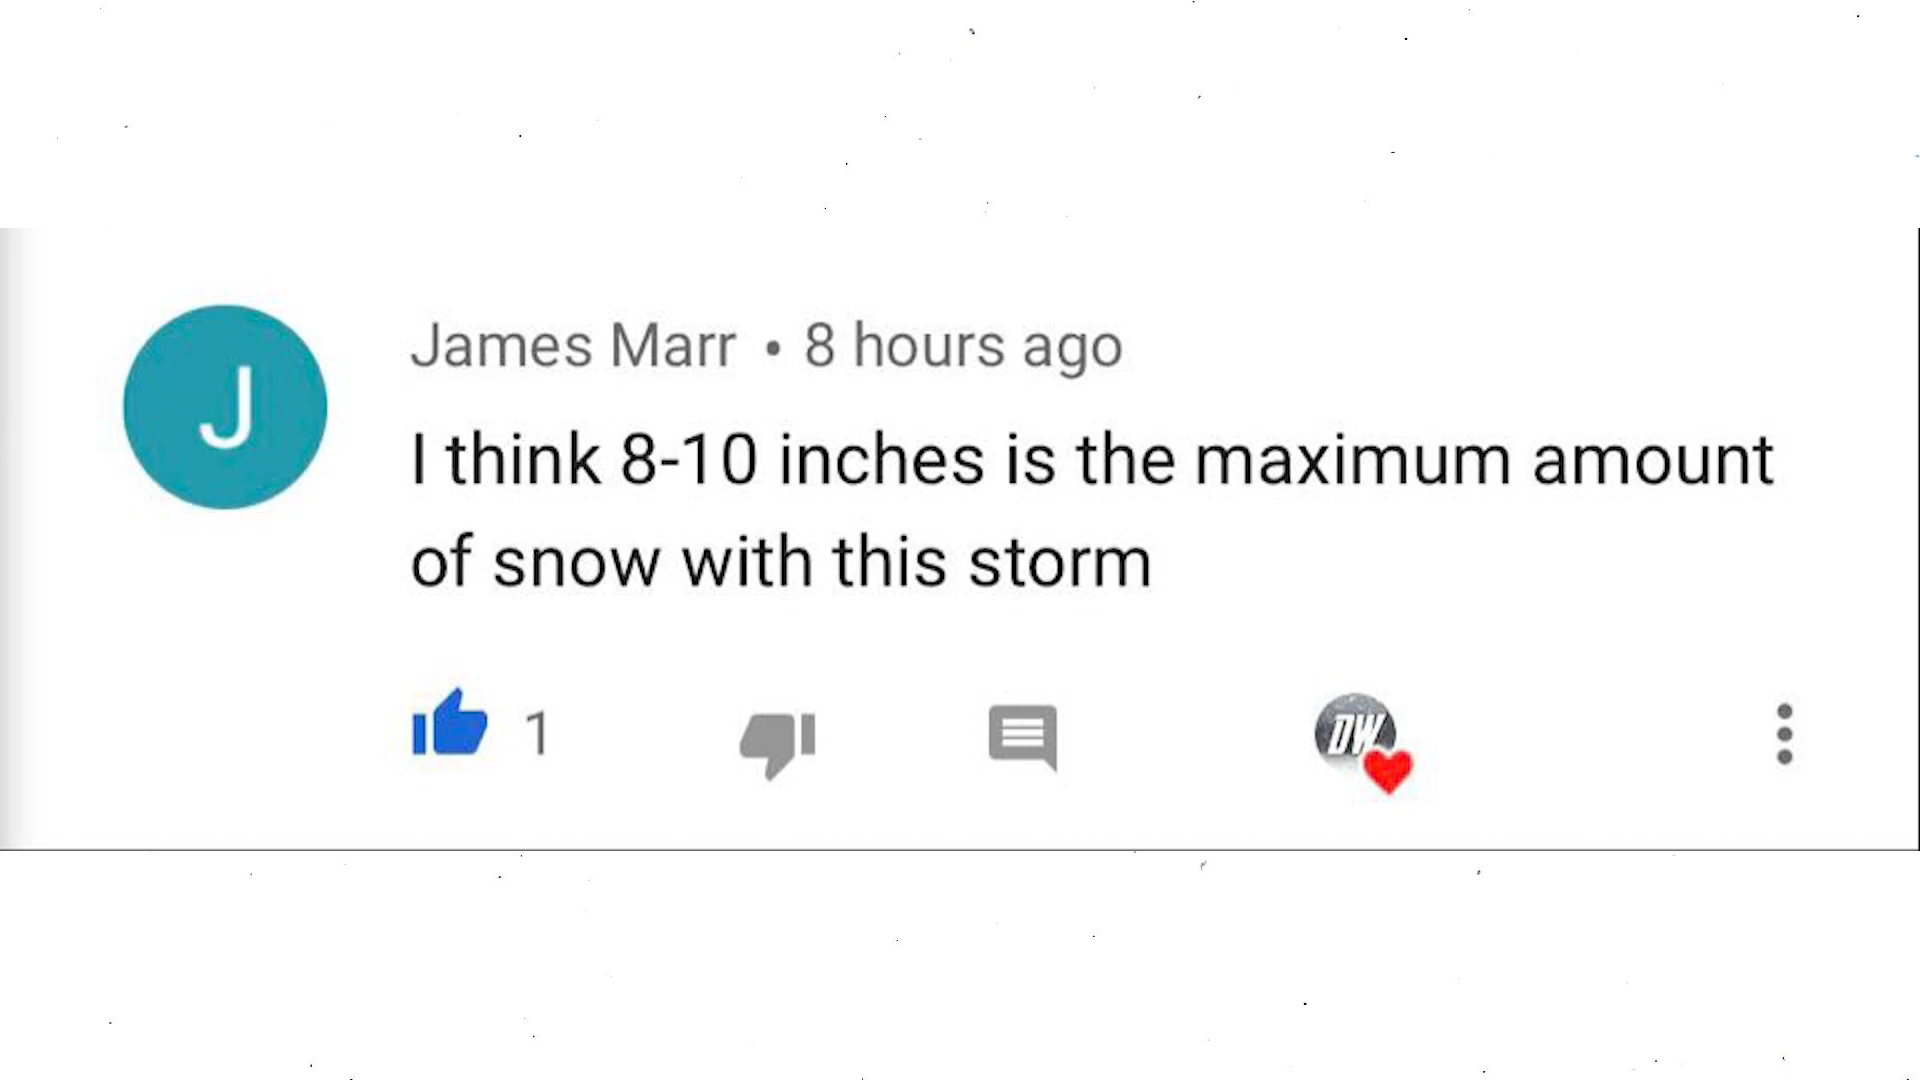 J
James Marr • 8 hours ago
I think 8-10 inches is the maximum amount
of snow with this storm
1
DW